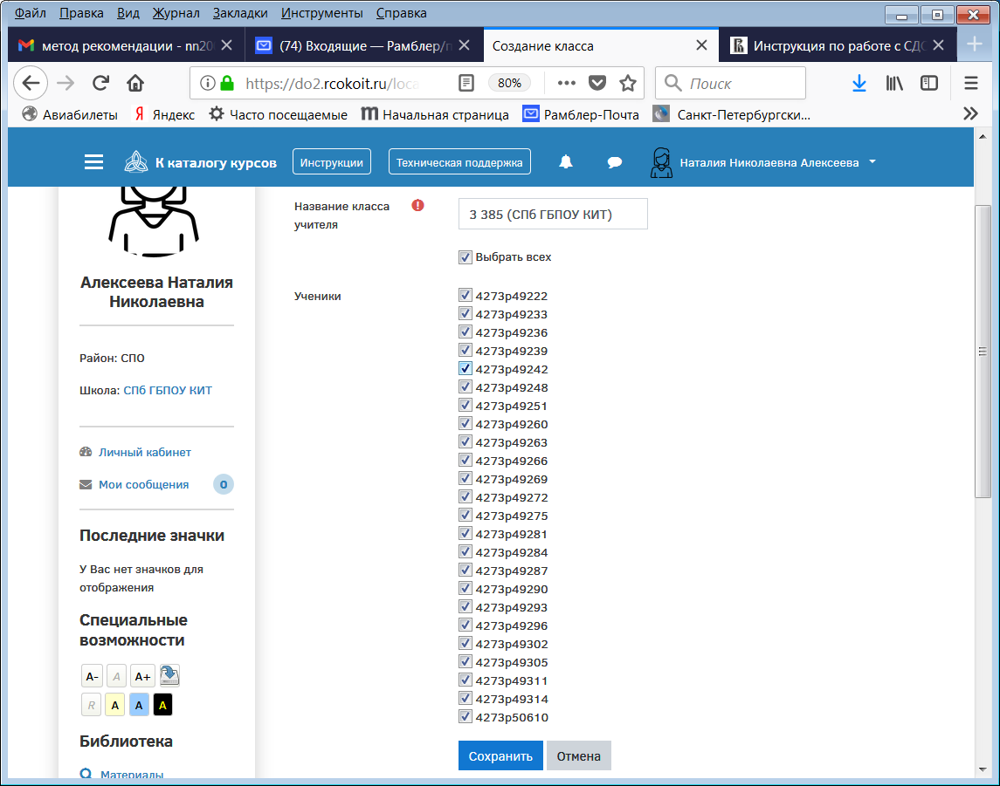 Файл Правка Вид Журнал Закладки Инструменты Справка
метод рекомендации - nn20
(74) Входящие — Рамблер/п
Создание класса
Инструкция по работе с СДО
80%
https://do2.rcokoit.ru/loca
Поиск
Авиабилеты
Яндекс
Часто посещаемые
Начальная страница
Рамблер-Почта
Санкт-Петербургски...
К каталогу курсов
Инструкции
Техническая поддержка
Наталия Николаевна Алексеева
Алексеева Наталия
Николаевна
Район: СПО
Школа: СПб ГБПОУ КИТ
Личный кабинет
Мои сообщения 0
Последние значки
У Вас нет значков для
отображения
Специальные
возможности
A- A A+
R A A A
Библиотека
Материалы
Название класса
учителя
3 385 (СПб ГБПОУ КИТ)
Выбрать всех
Ученики
4273p49222
4273p49233
4273p49236
4273p49239
4273p49242
4273p49248
4273p49251
4273p49260
4273p49263
4273p49266
4273p49269
4273p49272
4273p49275
4273p49281
4273p49284
4273p49287
4273p49290
4273p49293
4273p49296
4273p49302
4273p49305
4273p49311
4273p49314
4273p50610
Сохранить
Отмена